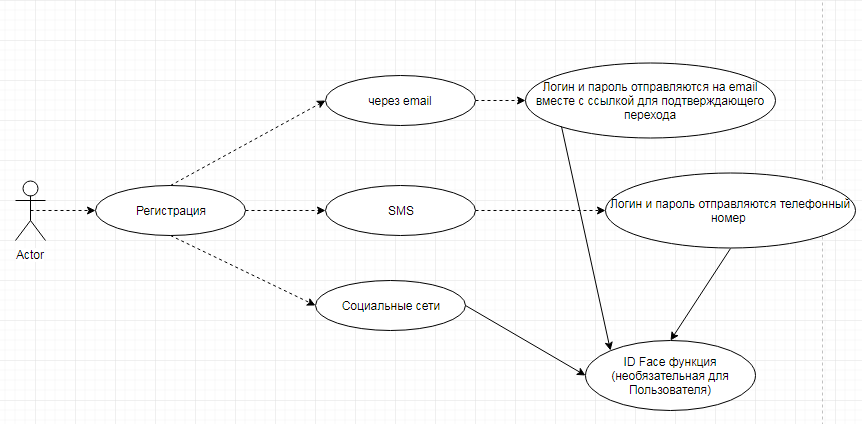 через email
Логин и пароль отправляются на email
вместе с ссылкой для подтверждающего
перехода
Actor
Регистрация
SMS
Логин и пароль отправляются телефонный
номер
Социальные сети
ID Face функция
(необязательная для
Пользователя)